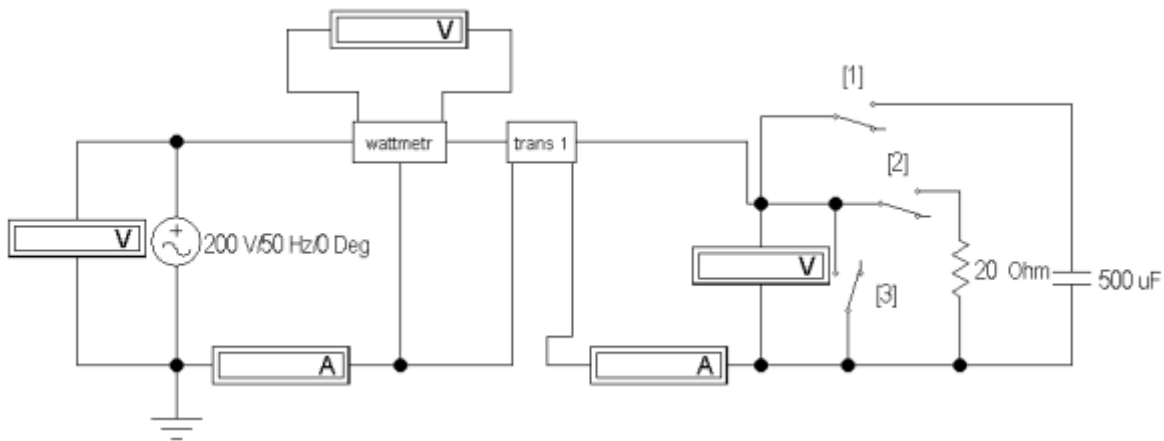 V
[1]
wattmetr
trans 1
[2]
V
200 V/50 Hz/0 Deg
V
20 Ohm
500 uF
[3]
A
A